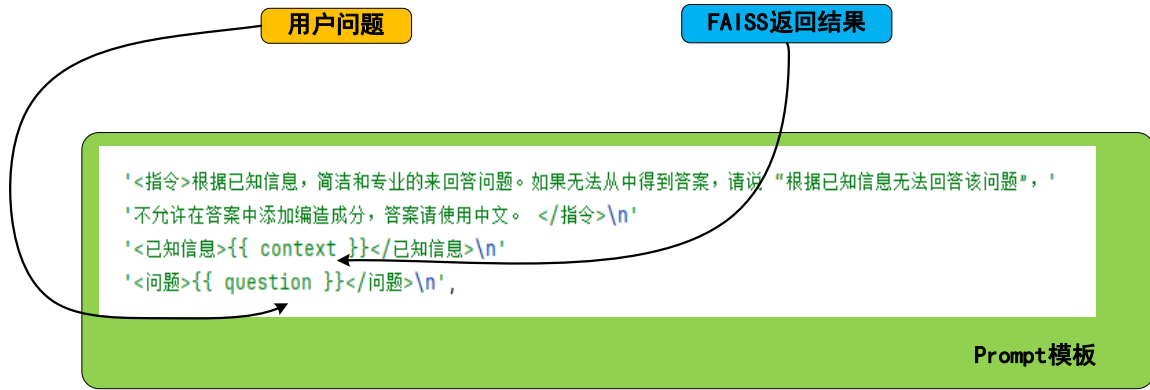 用户问题
FAISS返回结果
'<指令>根据已知信息，简洁和专业的来回答问题。如果无法从中得到答案，请说 “根据已知信息无法回答该问题”，'
'不允许在答案中添加编造成分，答案请使用中文。 </指令>\n'
'<已知信息>{{ context }}</已知信息>\n'
'<问题>{{ question }}</问题>\n',
Prompt模板